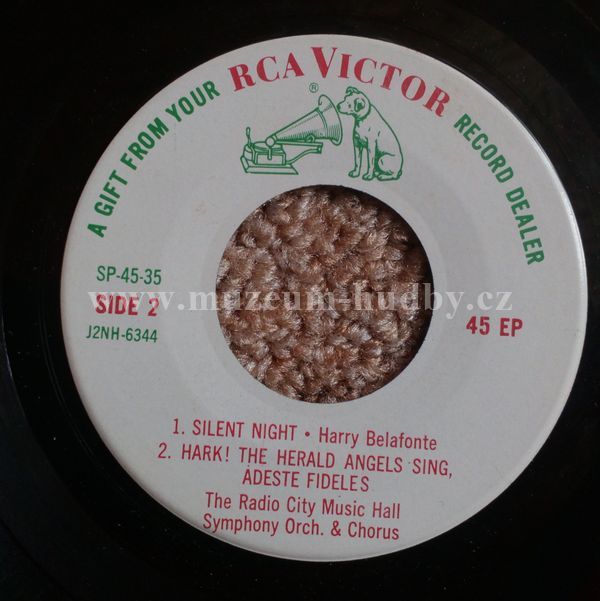 A GIFT FROM YOUR RCA VICTOR RECORD DEALER
®
SP-45-35
SIDE 2
J2NH-6344
45 EP
www.muzeum-hudby.cz
1. SILENT NIGHT • Harry Belafonte
2. HARK! THE HERALD ANGELS SING,
ADESTE FIDELES
The Radio City Music Hall
Symphony Orch. & Chorus